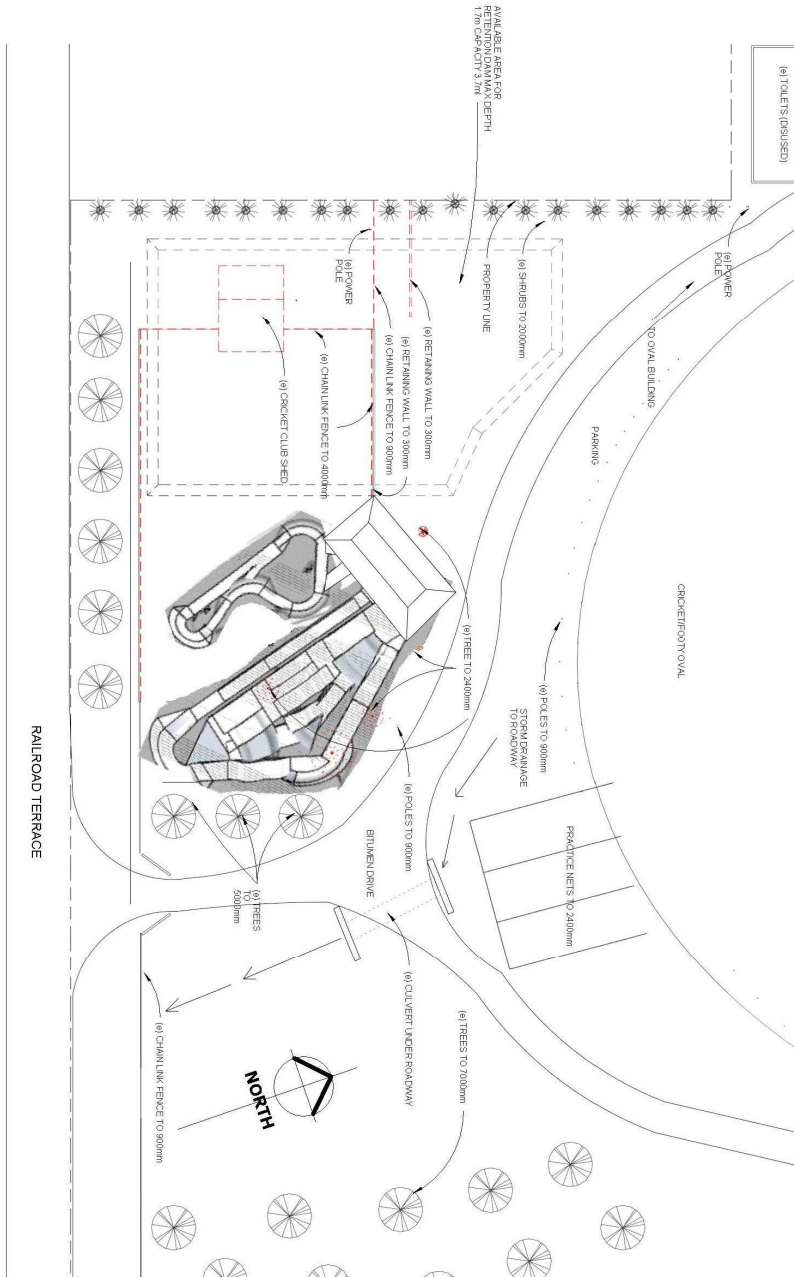 (e) TOILETS (DISUSED)
AVAILABLE AREA FOR
RETENTION DAM MAX DEPTH
1.7m CAPACITY 3.7ml
(e) POWER
POLE
(e) SHRUBS TO 2000mm
PROPERTY LINE
TO OVAL BUILDING
PARKING
(e) POWER
POLE
(e) RETAINING WALL TO 300mm
(e) RETAINING WALL TO 300mm
(e) CHAIN LINK FENCE TO 900mm
(e) CHAIN LINK FENCE TO 4000mm
(e) CRICKET CLUB SHED
CRICKET/FOOTY OVAL
(e) TREE TO 2400mm
(e) POLES TO 900mm
STORM DRAINAGE
TO ROADWAY
(e) POLES TO 900mm
BITUMEN DRIVE
PRACTICE NETS TO 2400mm
(e) TREES
TO
5000mm
RAILROAD TERRACE
(e) CULVERT UNDER ROADWAY
(e) TREES TO 7000mm
(e) CHAIN LINK FENCE TO 900mm
NORTH